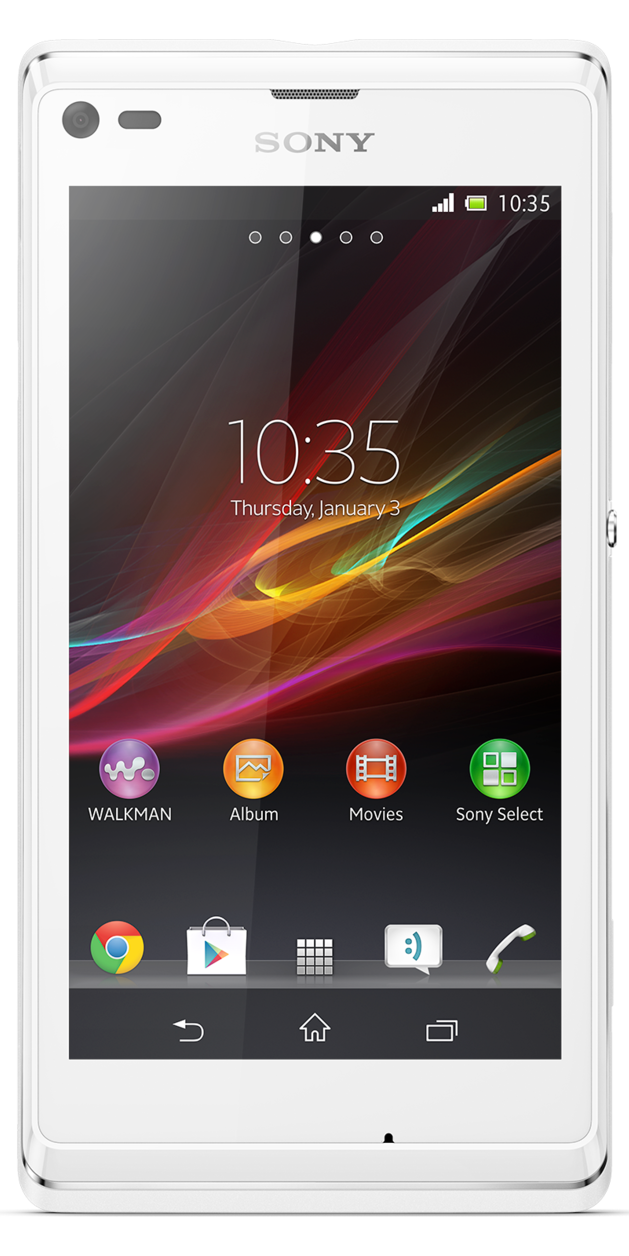 SONY
10:35
10:35
Thursday, January 3
WALKMAN
Album
Movies
Sony Select